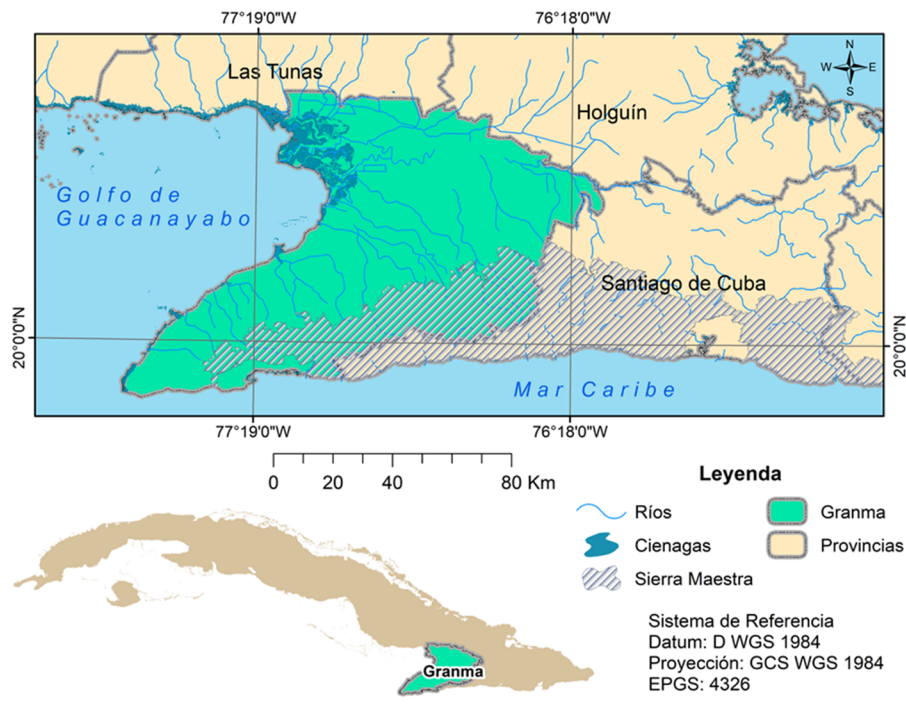 77°19'0"W
76°18'0"W
N
W
E
S
Las Tunas
Holguín
Golfo de
Guacanayabo
Santiago de Cuba
20°0'0"N
20°0'0"N
Mar Caribe
77°19'0"W
76°18'0"W
0 20 40 80 Km
Leyenda
Ríos
Granma
Cienagas
Provincias
Sierra Maestra
Sistema de Referencia
Datum: D WGS 1984
Proyección: GCS WGS 1984
EPGS: 4326
Granma